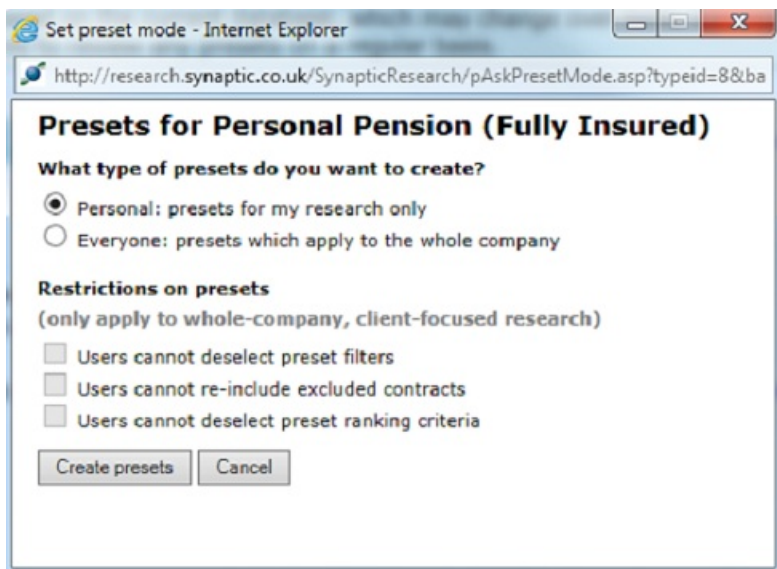 Set preset mode - Internet Explorer
http://research.synaptic.co.uk/SynapticResearch/pAskPresetMode.asp?typeid=8&ba
Presets for Personal Pension (Fully Insured)
What type of presets do you want to create?
Personal: presets for my research only
Everyone: presets which apply to the whole company
Restrictions on presets
(only apply to whole-company, client-focused research)
Users cannot deselect preset filters
Users cannot re-include excluded contracts
Users cannot deselect preset ranking criteria
Create presets Cancel